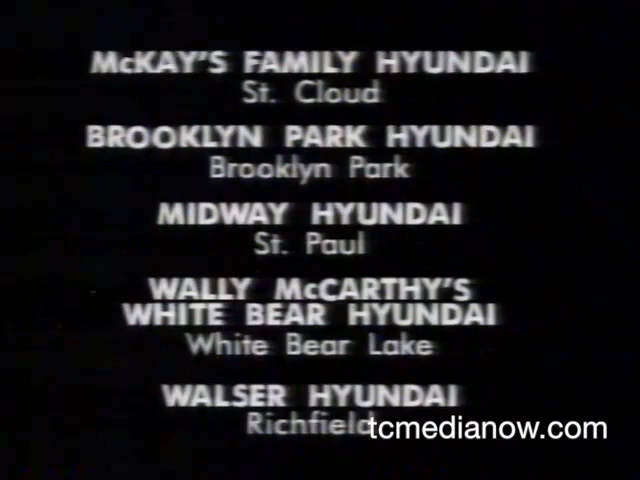 McKAY'S FAMILY HYUNDAI
St. Cloud
BROOKLYN PARK HYUNDAI
Brooklyn Park
MIDWAY HYUNDAI
St. Paul
WALLY McCARTHY'S
WHITE BEAR HYUNDAI
White Bear Lake
WALSER HYUNDAI
Richfield
tcmedianow.com